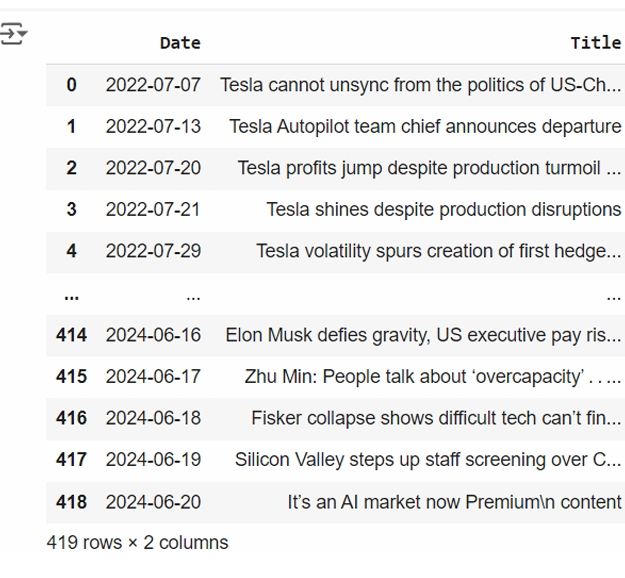 Date Title
0 2022-07-07 Tesla cannot unsync from the politics of US-Ch...
1 2022-07-13 Tesla Autopilot team chief announces departure
2 2022-07-20 Tesla profits jump despite production turmoil ...
3 2022-07-21 Tesla shines despite production disruptions
4 2022-07-29 Tesla volatility spurs creation of first hedge...
... ... ...
414 2024-06-16 Elon Musk defies gravity, US executive pay ris...
415 2024-06-17 Zhu Min: People talk about ‘overcapacity’ . . ...
416 2024-06-18 Fisker collapse shows difficult tech can’t fin...
417 2024-06-19 Silicon Valley steps up staff screening over C...
418 2024-06-20 It’s an AI market now Premium\n content
419 rows × 2 columns